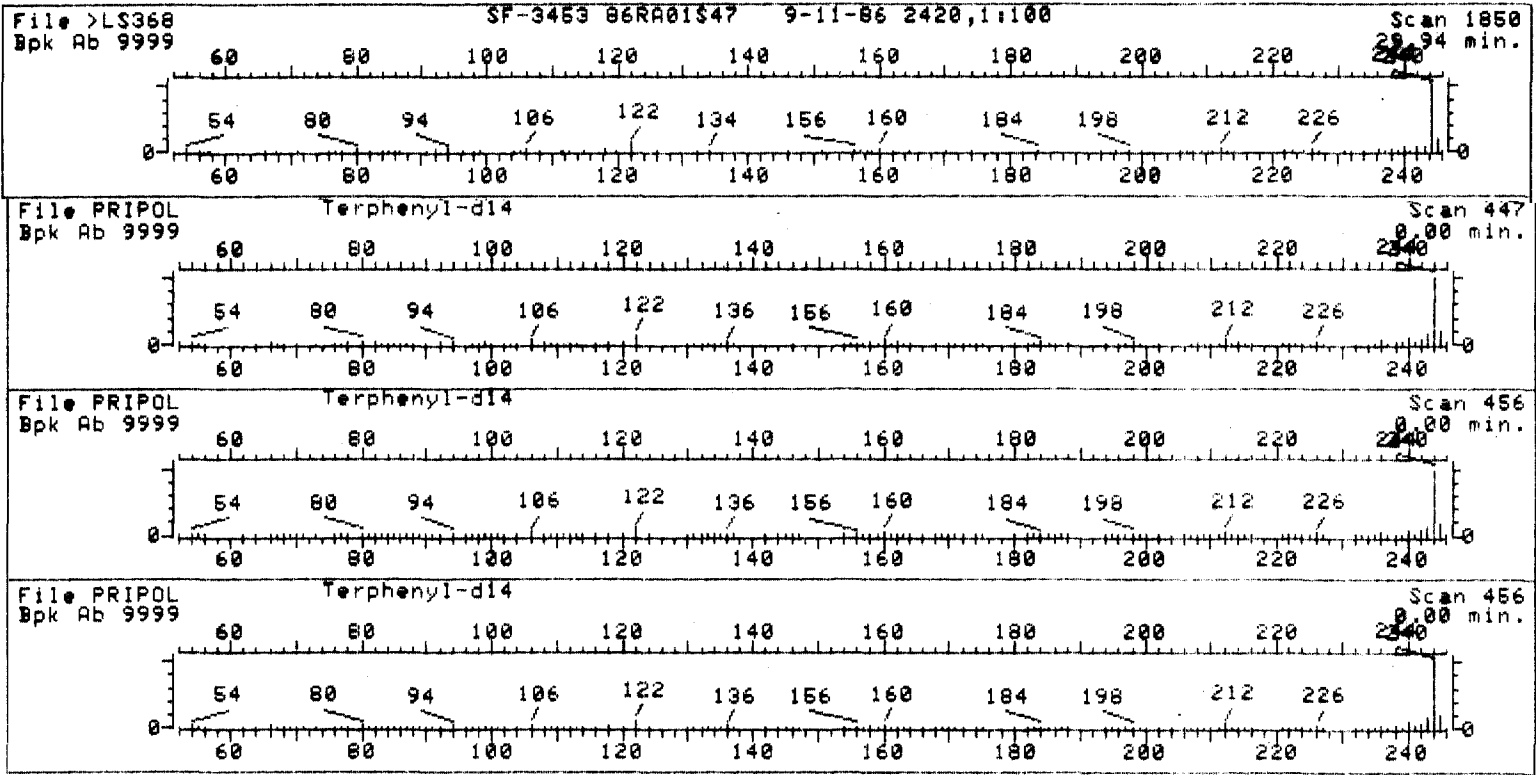 File >LS368 SF-3453 86RA01S47 9-11-86 2420,1:100 Scan 1850
Bpk Ab 9999 29.94 min.
60 80 100 120 140 160 180 200 220
54 80 94 106 122 134 156 160 184 198 212 226
0 0
60 80 100 120 140 160 180 200 220 240
File PRIPOL Terphenyl-d14 Scan 447
Bpk Ab 9999 0.00 min.
60 80 100 120 140 160 180 200 220
54 80 94 106 122 136 156 160 184 198 212 226
0 0
60 80 100 120 140 160 180 200 220 240
File PRIPOL Terphenyl-d14 Scan 456
Bpk Ab 9999 0.00 min.
60 80 100 120 140 160 180 200 220
54 80 94 106 122 136 156 160 184 198 212 226
0 0
60 80 100 120 140 160 180 200 220 240
File PRIPOL Terphenyl-d14 Scan 456
Bpk Ab 9999 0.00 min.
60 80 100 120 140 160 180 200 220
54 80 94 106 122 136 156 160 184 198 212 226
0 0
60 80 100 120 140 160 180 200 220 240